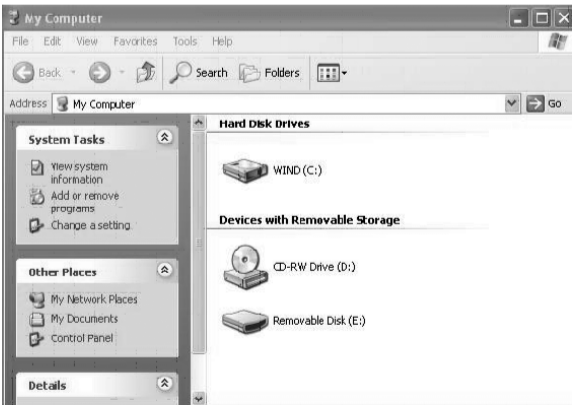 My Computer
File Edit View Favorites Tools Help
Back Search Folders
Address My Computer Go
System Tasks
View system
information
Add or remove
programs
Change a setting
Other Places
My Network Places
My Documents
Control Panel
Details
Hard Disk Drives
WIND (C:)
Devices with Removable Storage
CD-RW Drive (D:)
Removable Disk (E:)